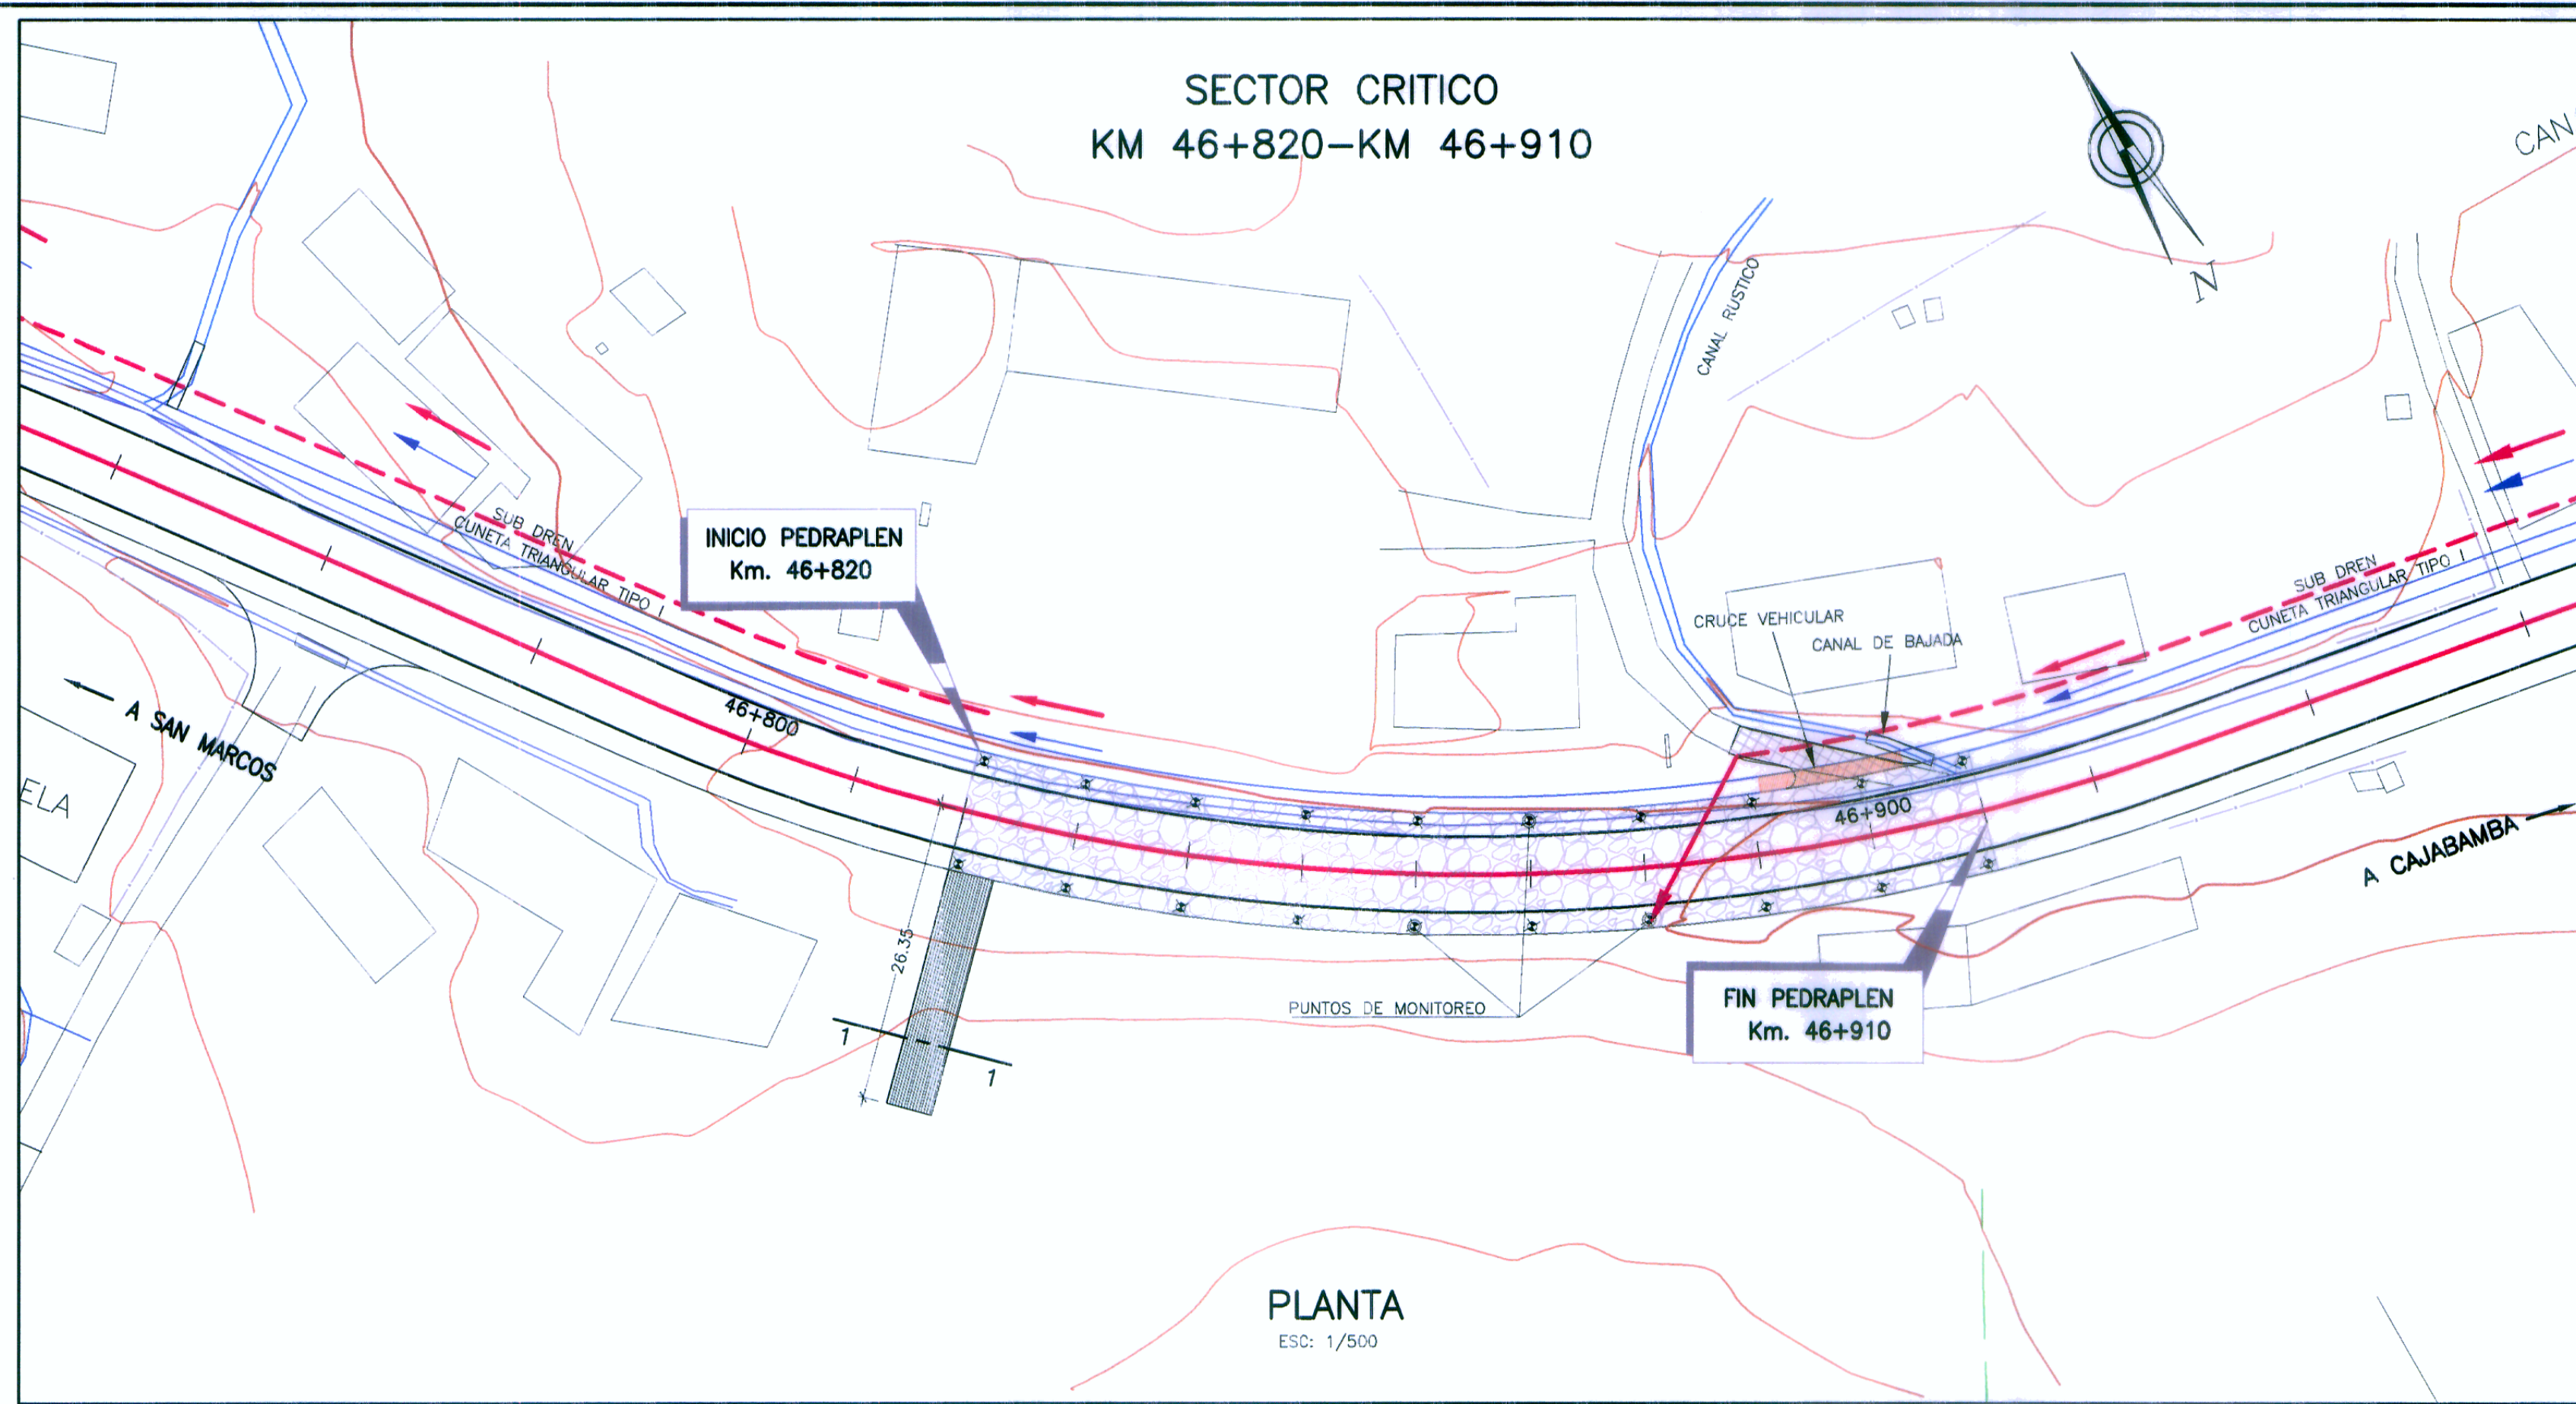 SECTOR CRITICO
KM 46+820-KM 46+910
N
CANAL RUSTICO
SUB DREN
CUNETA TRIANGULAR TIPO I
INICIO PEDRAPLEN
Km. 46+820
CRUCE VEHICULAR
CANAL DE BAJADA
SUB DREN
CUNETA TRIANGULAR TIPO I
A SAN MARCOS
46+800
ELA
46+900
A CAJABAMBA
26.35
PUNTOS DE MONITOREO
FIN PEDRAPLEN
Km. 46+910
1
1
PLANTA
ESC: 1/500